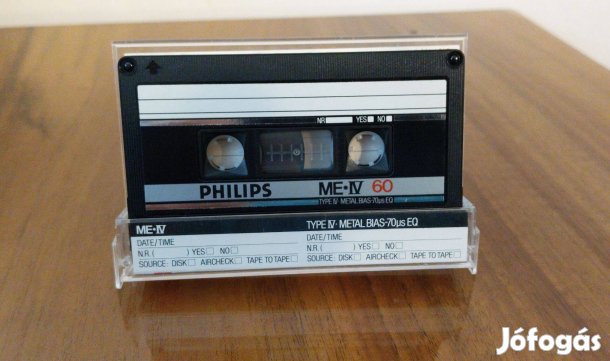 NR YES NO
PHILIPS ME·IV 60
TYPE IV · METAL BIAS·70µs EQ
ME·IV TYPE IV · METAL BIAS·70µs EQ
DATE/TIME DATE/TIME
N.R. ( ) YES NO N.R. ( ) YES NO
SOURCE DISK AIRCHECK TAPE TO TAPE SOURCE DISK AIRCHECK TAPE TO TAPE
Jófogás